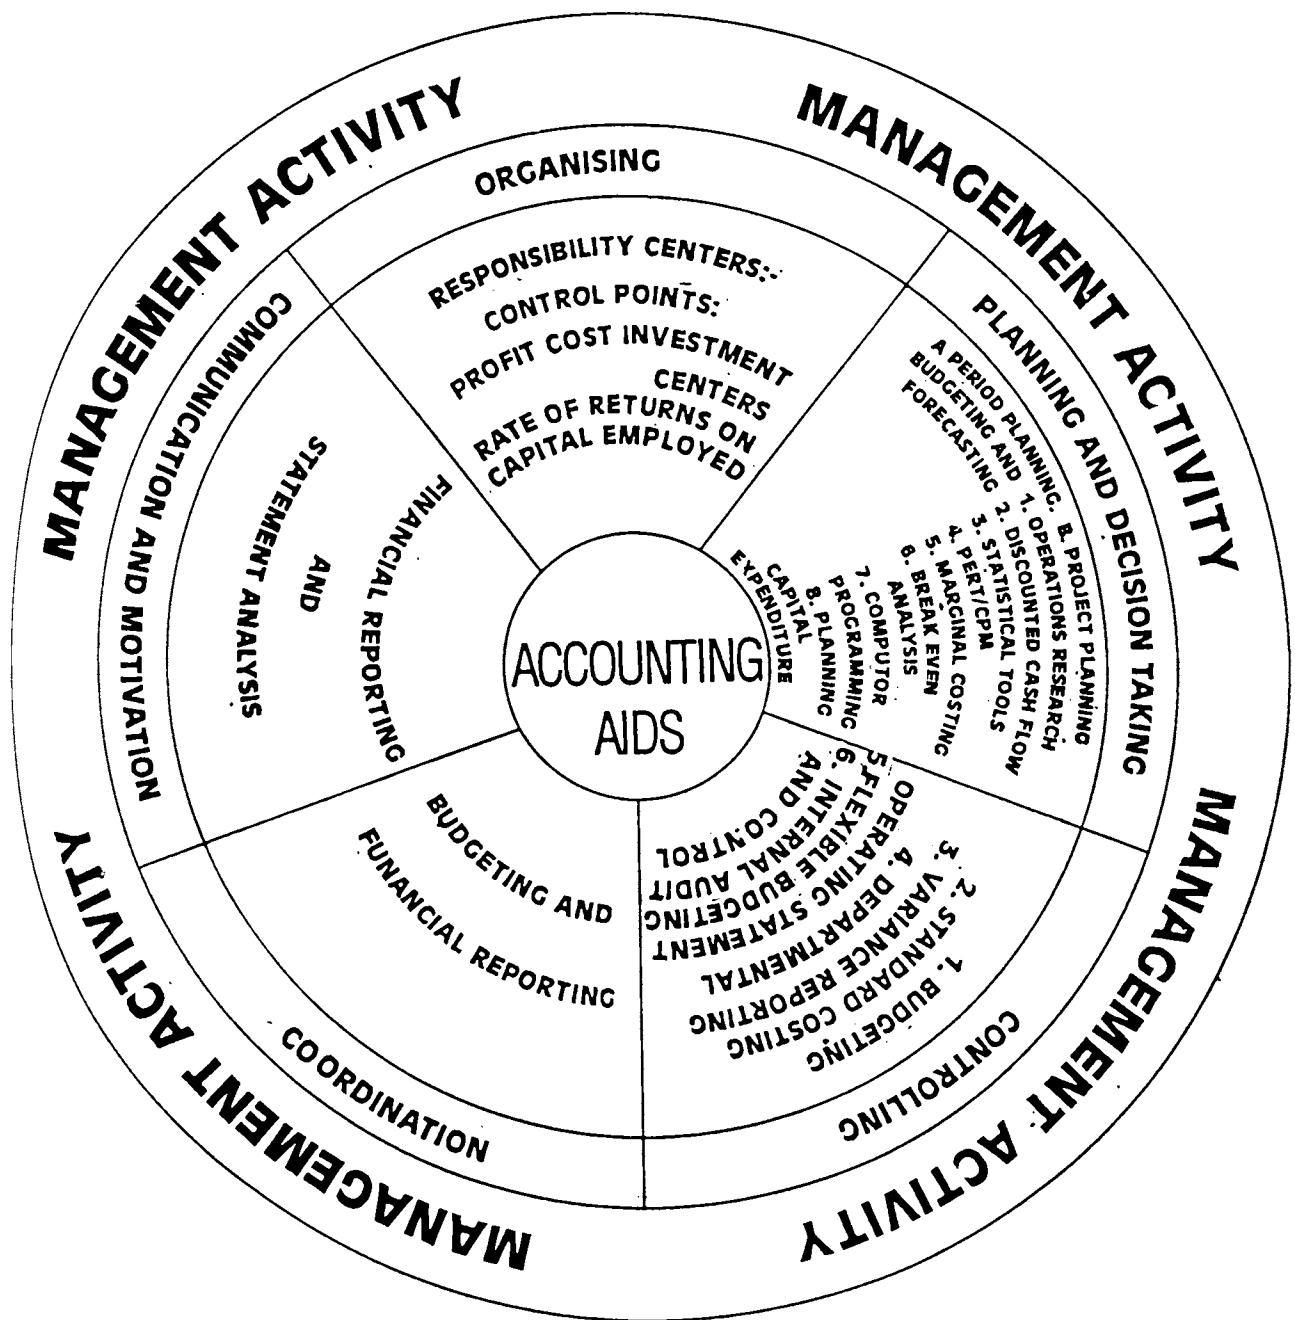 MANAGEMENT ACTIVITY
MANAGEMENT ACTIVITY
MANAGEMENT ACTIVITY
MANAGEMENT ACTIVITY
ORGANISING
RESPONSIBILITY CENTERS:-
CONTROL POINTS:
PROFIT COST INVESTMENT
CENTERS
RATE OF RETURNS ON
CAPITAL EMPLOYED
PLANNING AND DECISION TAKING
A PERIOD PLANNING.
BUDGETING AND
FORECASTING
B. PROJECT PLANNING
1. OPERATIONS RESEARCH
2. DISCOUNTED CASH FLOW
3. STATISTICAL TOOLS
4. PERT/CPM
5. MARGINAL COSTING
6. BREAK EVEN
ANALYSIS
7. COMPUTOR
PROGRAMMING
8. PLANNING
CAPITAL
EXPENDITURE
CONTROLLING
1. BUDGETING
2. STANDARD COSTING
3. VARIANCE REPORTING
4. DEPARTMENTAL
OPERATING STATEMENT
5. FLEXIBLE BUDGETING
6. INTERNAL AUDIT
AND CONTROL
COORDINATION
BUDGETING AND
FUNANCIAL REPORTING
COMMUNICATION AND MOTIVATION
STATEMENT ANALYSIS
AND
FINANCIAL REPORTING
ACCOUNTING
AIDS